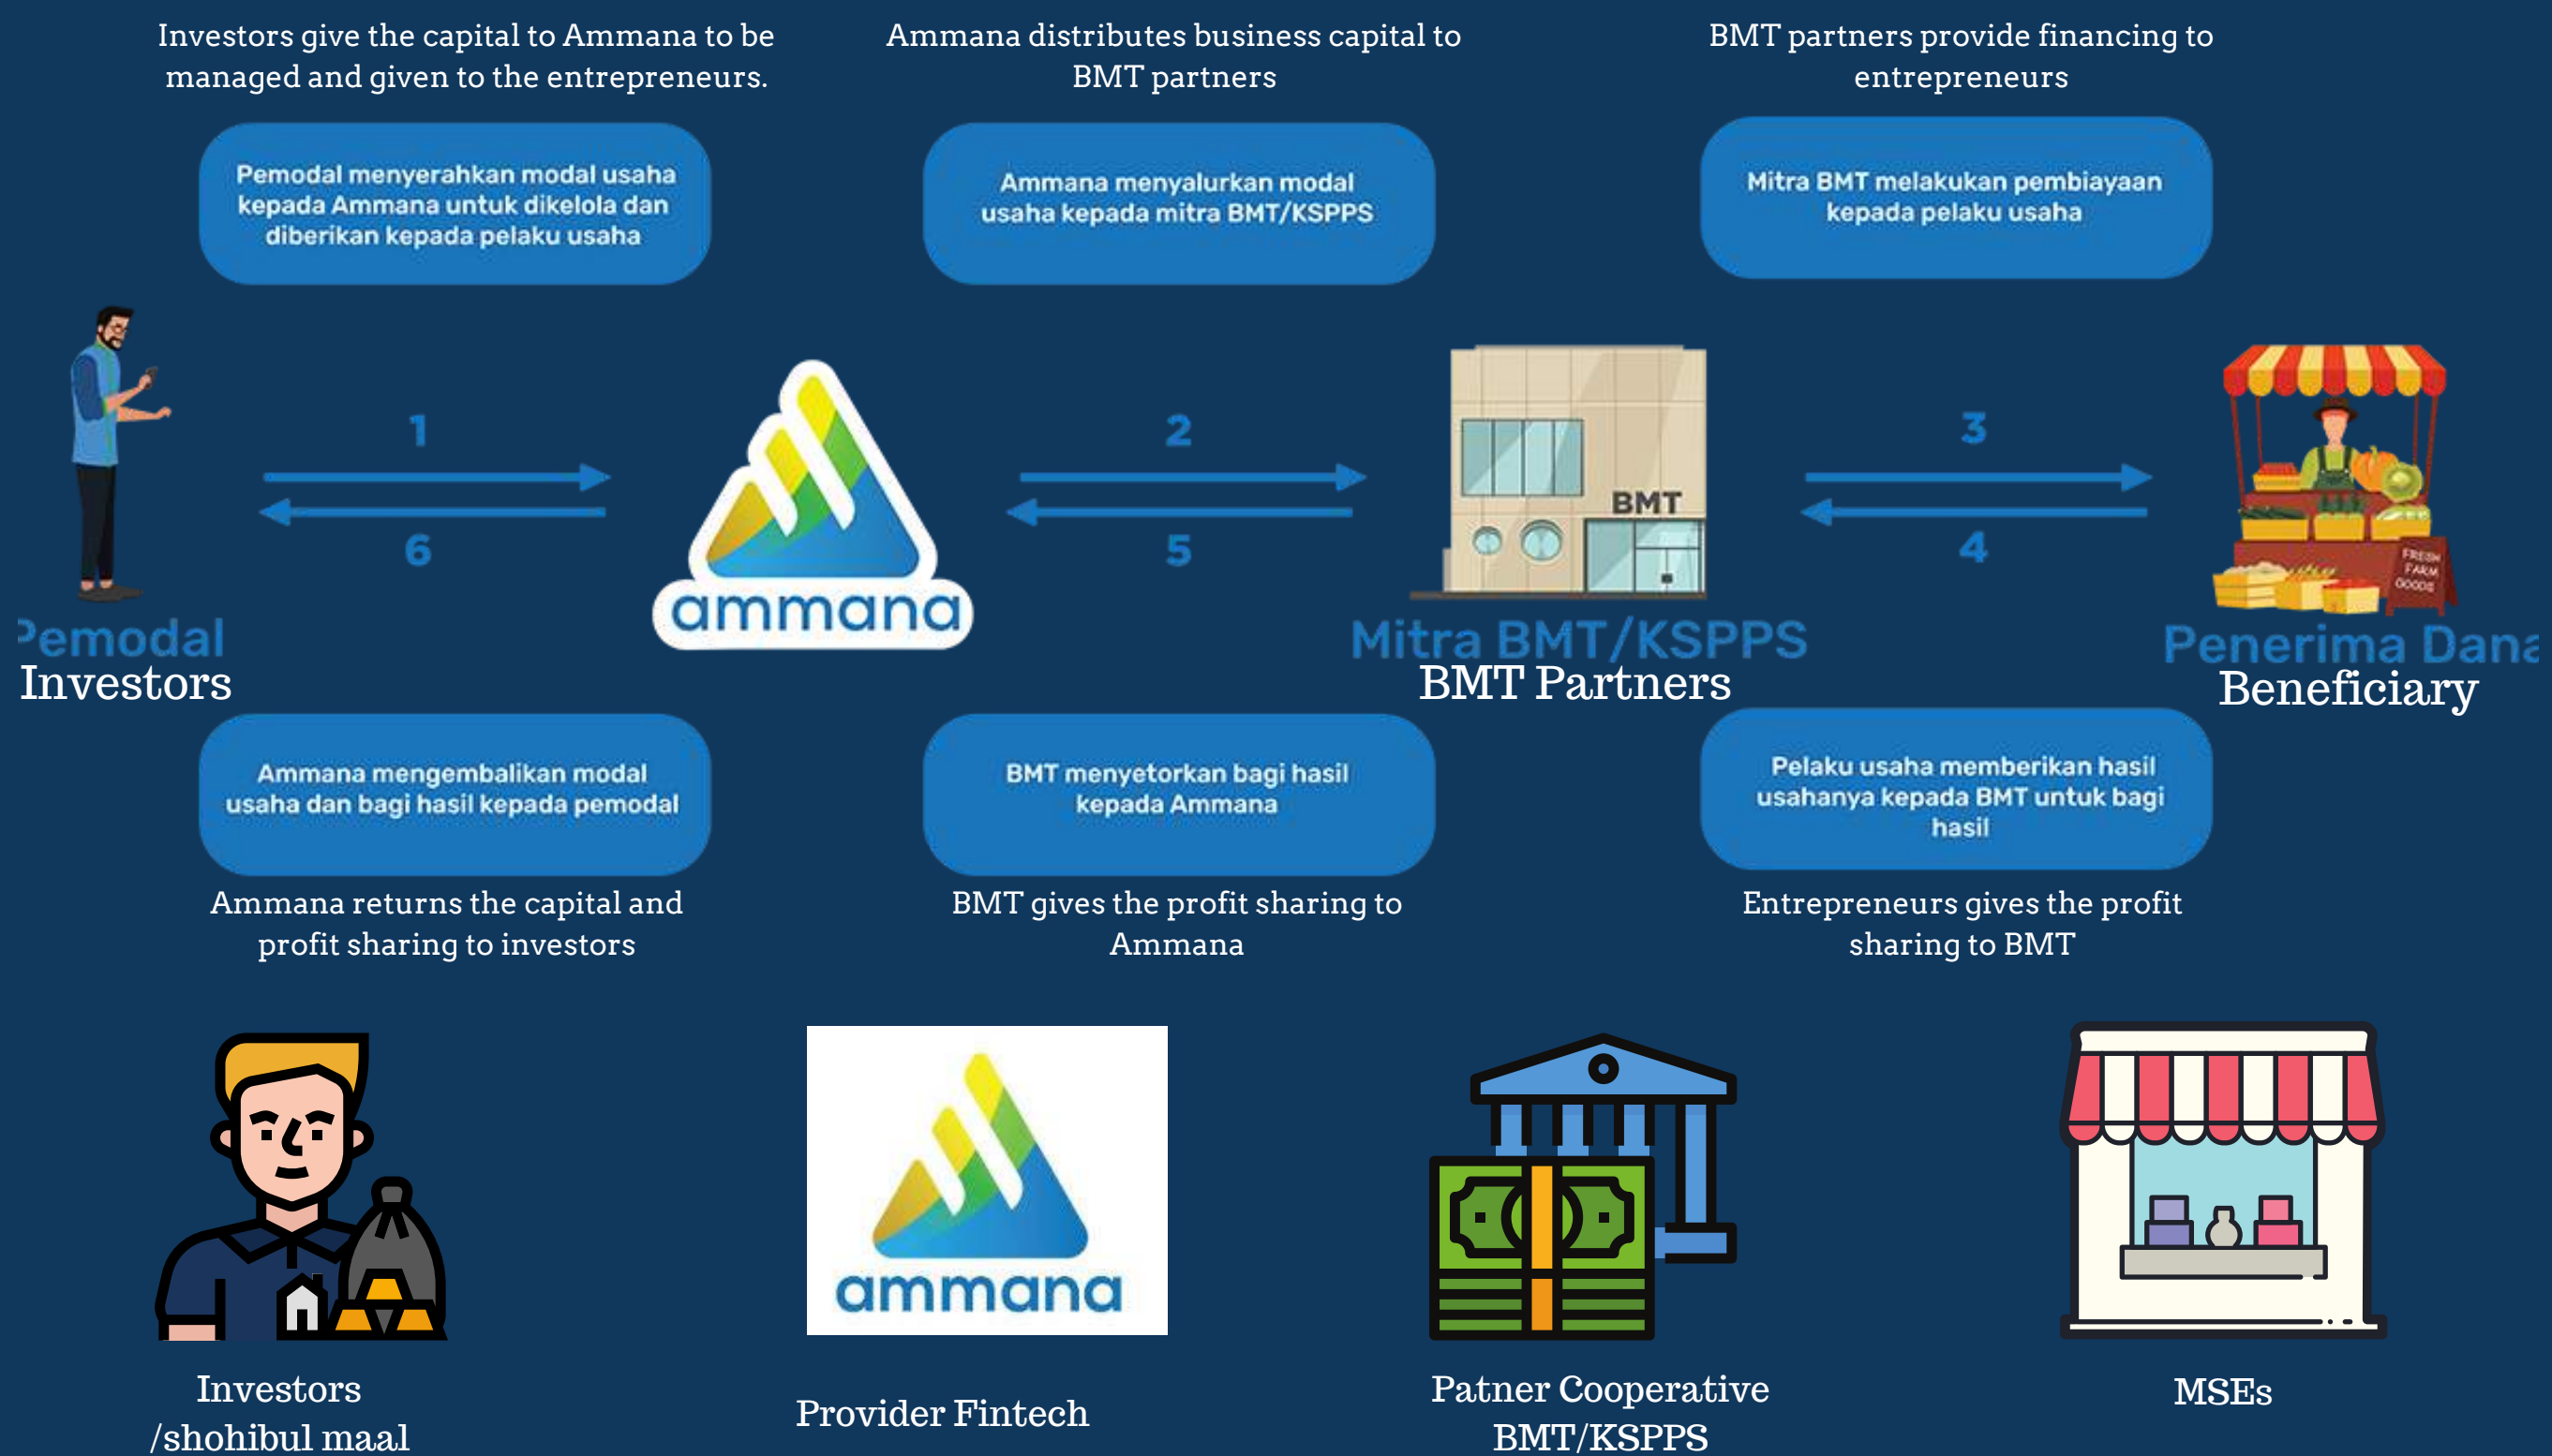 Investors give the capital to Ammana to be
managed and given to the entrepreneurs.
Ammana distributes business capital to
BMT partners
BMT partners provide financing to
entrepreneurs
Pemodal menyerahkan modal usaha
kepada Ammana untuk dikelola dan
diberikan kepada pelaku usaha
Ammana menyalurkan modal
usaha kepada mitra BMT/KSPPS
Mitra BMT melakukan pembiayaan
kepada pelaku usaha
1
2
3
6
5
4
BMT
FRESH
FARM
GOODS
ammana
Pemodal
Investors
Mitra BMT/KSPPS
BMT Partners
Penerima Dana
Beneficiary
Ammana mengembalikan modal
usaha dan bagi hasil kepada pemodal
BMT menyetorkan bagi hasil
kepada Ammana
Pelaku usaha memberikan hasil
usahanya kepada BMT untuk bagi
hasil
Ammana returns the capital and
profit sharing to investors
BMT gives the profit sharing to
Ammana
Entrepreneurs gives the profit
sharing to BMT
ammana
Investors
/shohibul maal
Provider Fintech
Patner Cooperative
BMT/KSPPS
MSEs